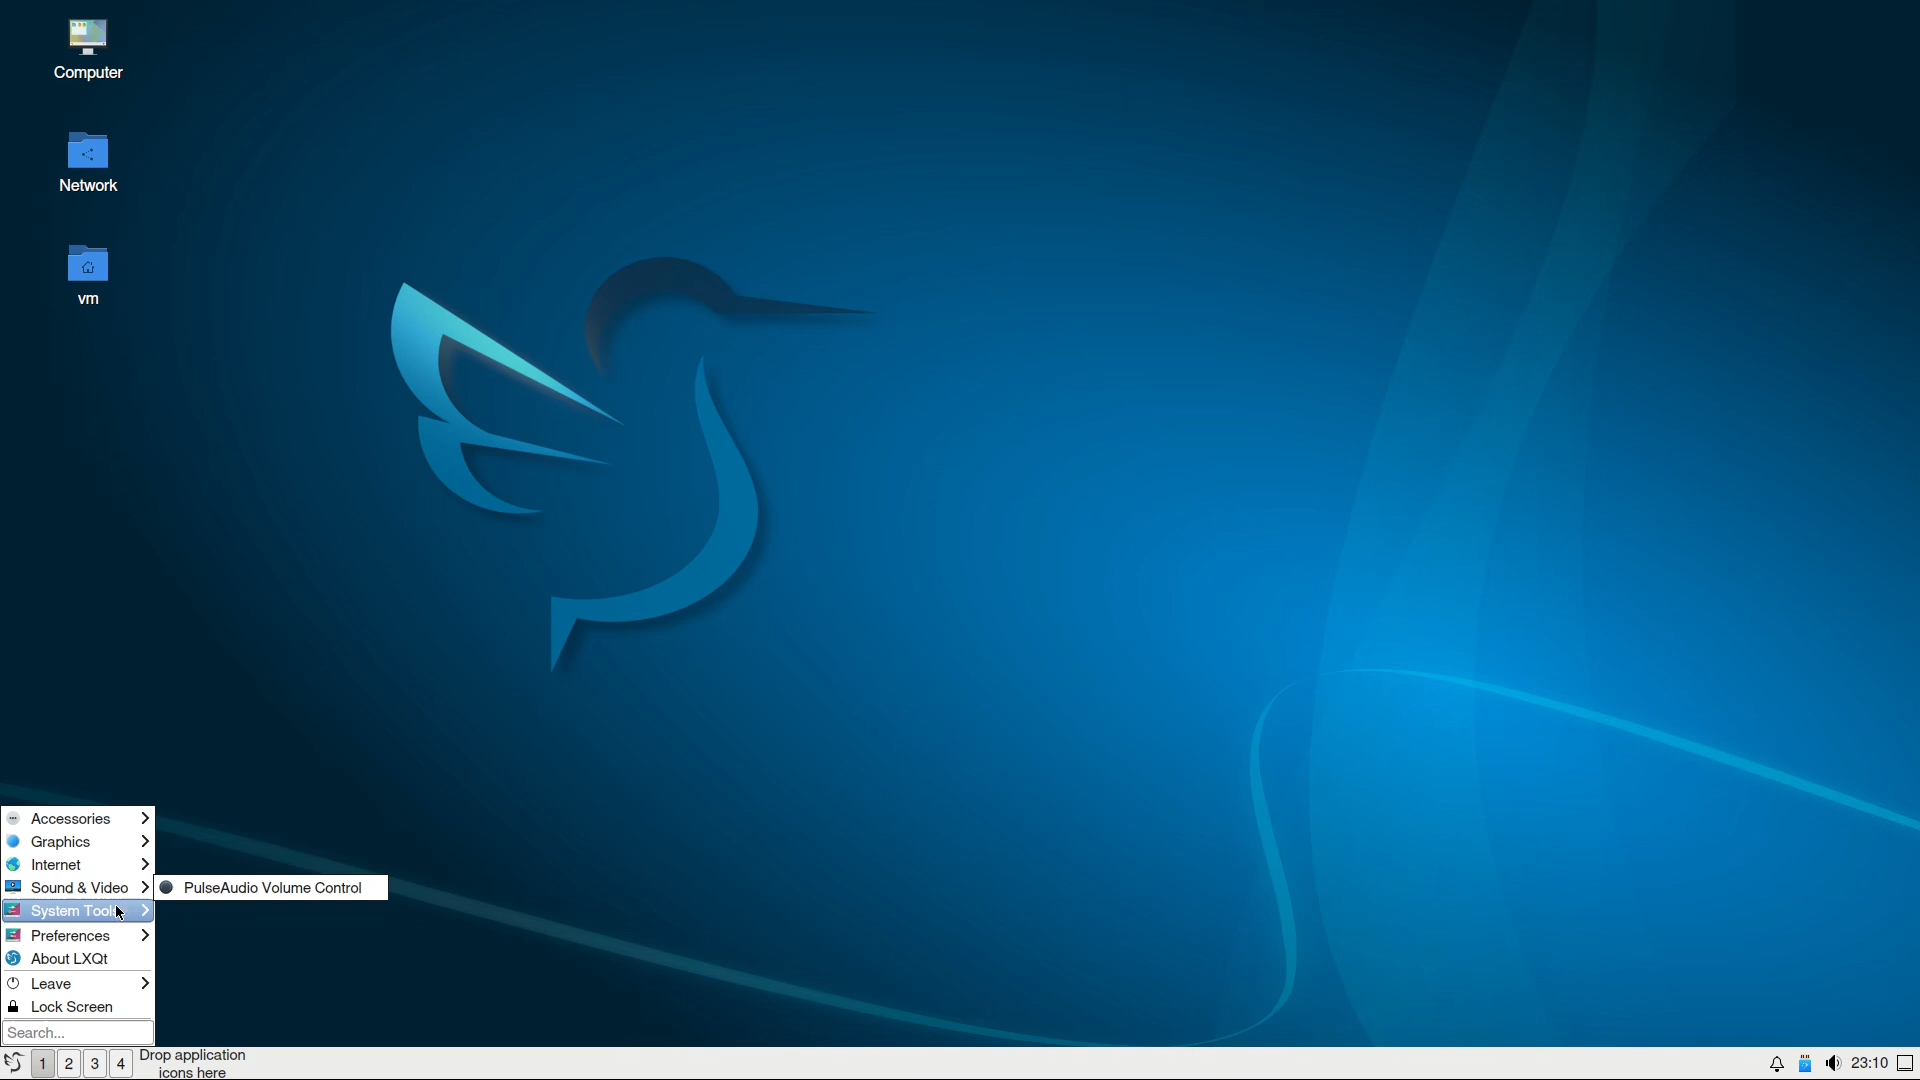 Computer
Network
vm
Accessories
Graphics
Internet
Sound & Video
PulseAudio Volume Control
System Tools
Preferences
About LXQt
Leave
Lock Screen
Search...
1 2 3 4
Drop application
icons here
23:10